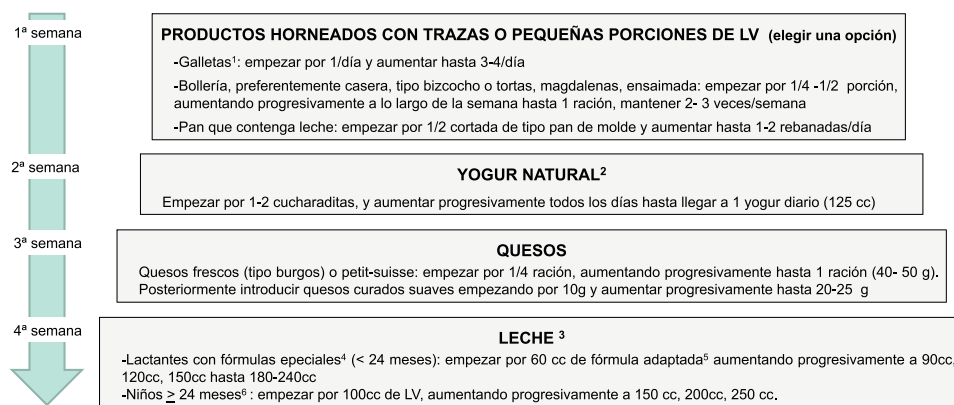 1ª semana
PRODUCTOS HORNEADOS CON TRAZAS O PEQUEÑAS PORCIONES DE LV (elegir una opción)
-Galletas¹: empezar por 1/día y aumentar hasta 3-4/día
-Bollería, preferentemente casera, tipo bizcocho o tortas, magdalenas, ensaimada: empezar por 1/4 -1/2 porción,
aumentando progresivamente a lo largo de la semana hasta 1 ración, mantener 2- 3 veces/semana
-Pan que contenga leche: empezar por 1/2 cortada de tipo pan de molde y aumentar hasta 1-2 rebanadas/día
2ª semana
YOGUR NATURAL²
Empezar por 1-2 cucharaditas, y aumentar progresivamente todos los días hasta llegar a 1 yogur diario (125 cc)
3ª semana
QUESOS
Quesos frescos (tipo burgos) o petit-suisse: empezar por 1/4 ración, aumentando progresivamente hasta 1 ración (40- 50 g).
Posteriormente introducir quesos curados suaves empezando por 10g y aumentar progresivamente hasta 20-25 g
4ª semana
LECHE ³
-Lactantes con fórmulas epeciales⁴ (< 24 meses): empezar por 60 cc de fórmula adaptada⁵ aumentando progresivamente a 90cc,
120cc, 150cc hasta 180-240cc
-Niños ≥ 24 meses⁶ : empezar por 100cc de LV, aumentando progresivamente a 150 cc, 200cc, 250 cc.